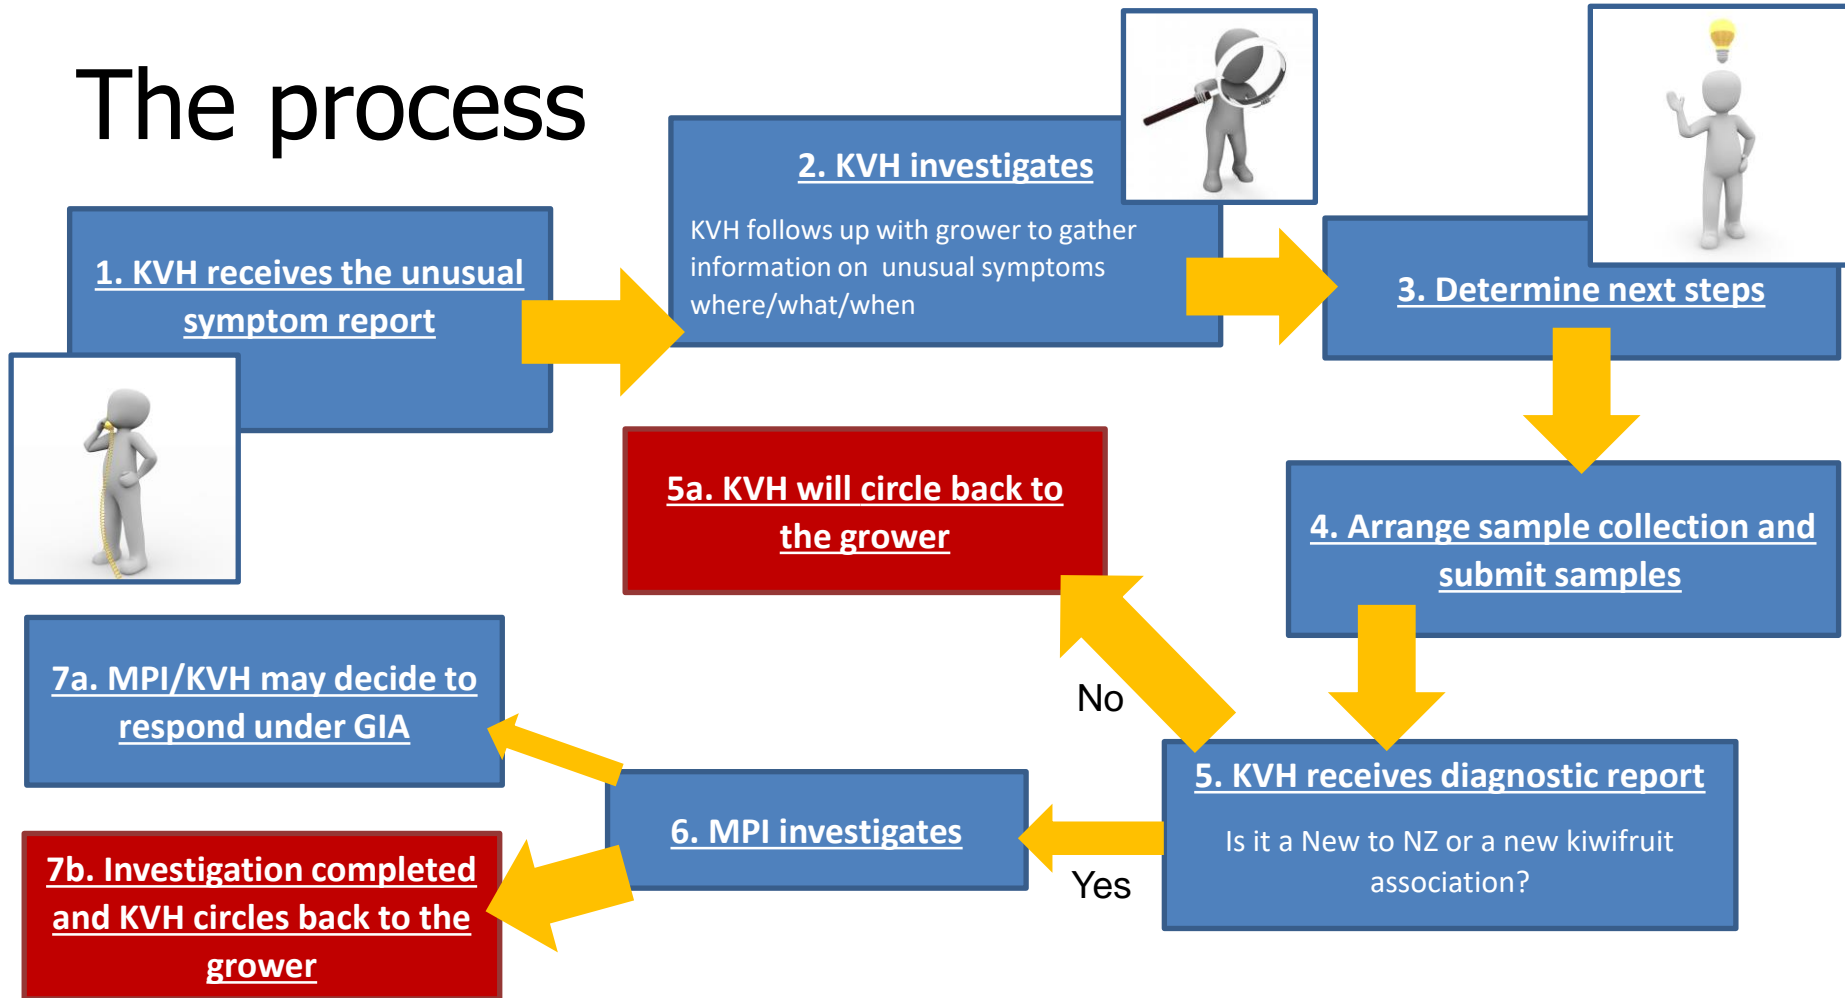 The process
1. KVH receives the unusual
symptom report
2. KVH investigates
KVH follows up with grower to gather
information on unusual symptoms
where/what/when
3. Determine next steps
4. Arrange sample collection and
submit samples
5. KVH receives diagnostic report
Is it a New to NZ or a new kiwifruit
association?
No
5a. KVH will circle back to
the grower
Yes
6. MPI investigates
7a. MPI/KVH may decide to
respond under GIA
7b. Investigation completed
and KVH circles back to the
grower